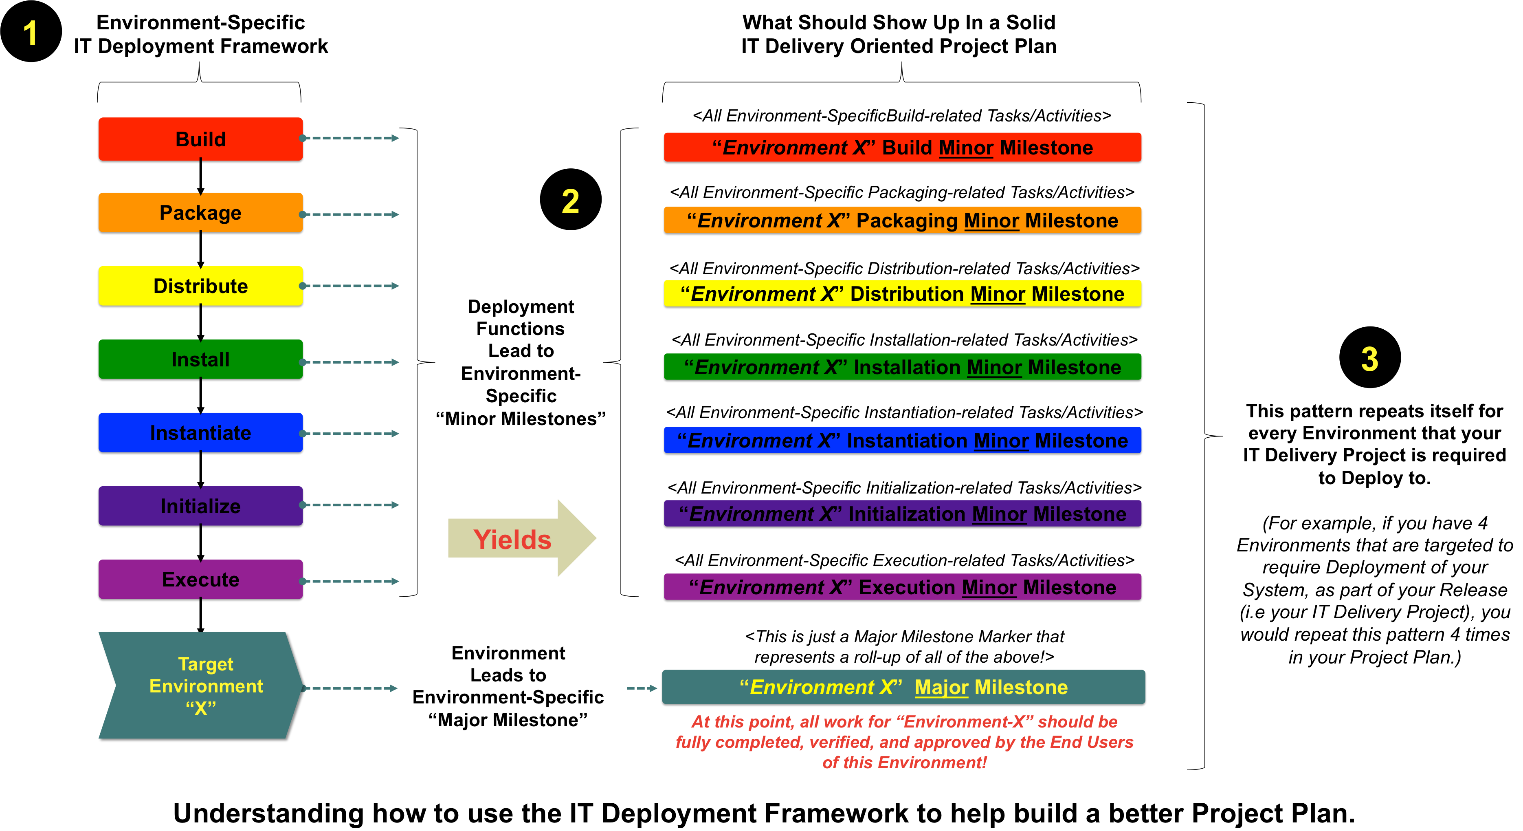 1
Environment-Specific
IT Deployment Framework
Build
Package
Distribute
Install
Instantiate
Initialize
Execute
Target
Environment
“X”
2
Deployment
Functions
Lead to
Environment-
Specific
“Minor Milestones”
Yields
Environment
Leads to
Environment-Specific
“Major Milestone”
What Should Show Up In a Solid
IT Delivery Oriented Project Plan
<All Environment-SpecificBuild-related Tasks/Activities>
“Environment X” Build Minor Milestone
<All Environment-Specific Packaging-related Tasks/Activities>
“Environment X” Packaging Minor Milestone
<All Environment-Specific Distribution-related Tasks/Activities>
“Environment X” Distribution Minor Milestone
<All Environment-Specific Installation-related Tasks/Activities>
“Environment X” Installation Minor Milestone
<All Environment-Specific Instantiation-related Tasks/Activities>
“Environment X” Instantiation Minor Milestone
<All Environment-Specific Initialization-related Tasks/Activities>
“Environment X” Initialization Minor Milestone
<All Environment-Specific Execution-related Tasks/Activities>
“Environment X” Execution Minor Milestone
<This is just a Major Milestone Marker that
represents a roll-up of all of the above!>
“Environment X” Major Milestone
At this point, all work for “Environment-X” should be
fully completed, verified, and approved by the End Users
of this Environment!
3
This pattern repeats itself for
every Environment that your
IT Delivery Project is required
to Deploy to.
(For example, if you have 4
Environments that are targeted to
require Deployment of your
System, as part of your Release
(i.e your IT Delivery Project), you
would repeat this pattern 4 times
in your Project Plan.)
Understanding how to use the IT Deployment Framework to help build a better Project Plan.